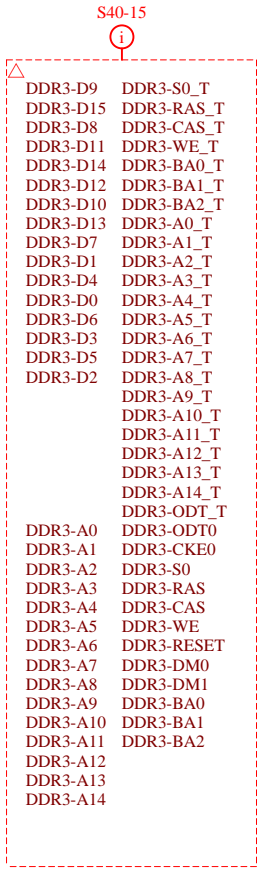 S40-15
i
DDR3-D9 DDR3-S0_T
DDR3-D15 DDR3-RAS_T
DDR3-D8 DDR3-CAS_T
DDR3-D11 DDR3-WE_T
DDR3-D14 DDR3-BA0_T
DDR3-D12 DDR3-BA1_T
DDR3-D10 DDR3-BA2_T
DDR3-D13 DDR3-A0_T
DDR3-D7 DDR3-A1_T
DDR3-D1 DDR3-A2_T
DDR3-D4 DDR3-A3_T
DDR3-D0 DDR3-A4_T
DDR3-D6 DDR3-A5_T
DDR3-D3 DDR3-A6_T
DDR3-D5 DDR3-A7_T
DDR3-D2 DDR3-A8_T
DDR3-A9_T
DDR3-A10_T
DDR3-A11_T
DDR3-A12_T
DDR3-A13_T
DDR3-A14_T
DDR3-ODT_T
DDR3-A0 DDR3-ODT0
DDR3-A1 DDR3-CKE0
DDR3-A2 DDR3-S0
DDR3-A3 DDR3-RAS
DDR3-A4 DDR3-CAS
DDR3-A5 DDR3-WE
DDR3-A6 DDR3-RESET
DDR3-A7 DDR3-DM0
DDR3-A8 DDR3-DM1
DDR3-A9 DDR3-BA0
DDR3-A10 DDR3-BA1
DDR3-A11 DDR3-BA2
DDR3-A12
DDR3-A13
DDR3-A14